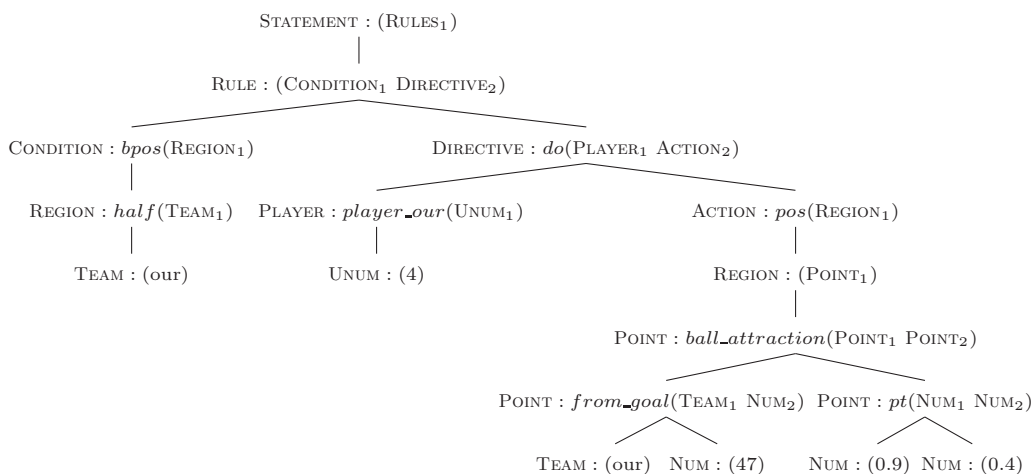 STATEMENT : (RULES₁)
RULE : (CONDITION₁ DIRECTIVE₂)
CONDITION : bpos(REGION₁) DIRECTIVE : do(PLAYER₁ ACTION₂)
REGION : half(TEAM₁) PLAYER : player_our(UNUM₁) ACTION : pos(REGION₁)
TEAM : (our) UNUM : (4) REGION : (POINT₁)
POINT : ball_attraction(POINT₁ POINT₂)
POINT : from_goal(TEAM₁ NUM₂) POINT : pt(NUM₁ NUM₂)
TEAM : (our) NUM : (47) NUM : (0.9) NUM : (0.4)